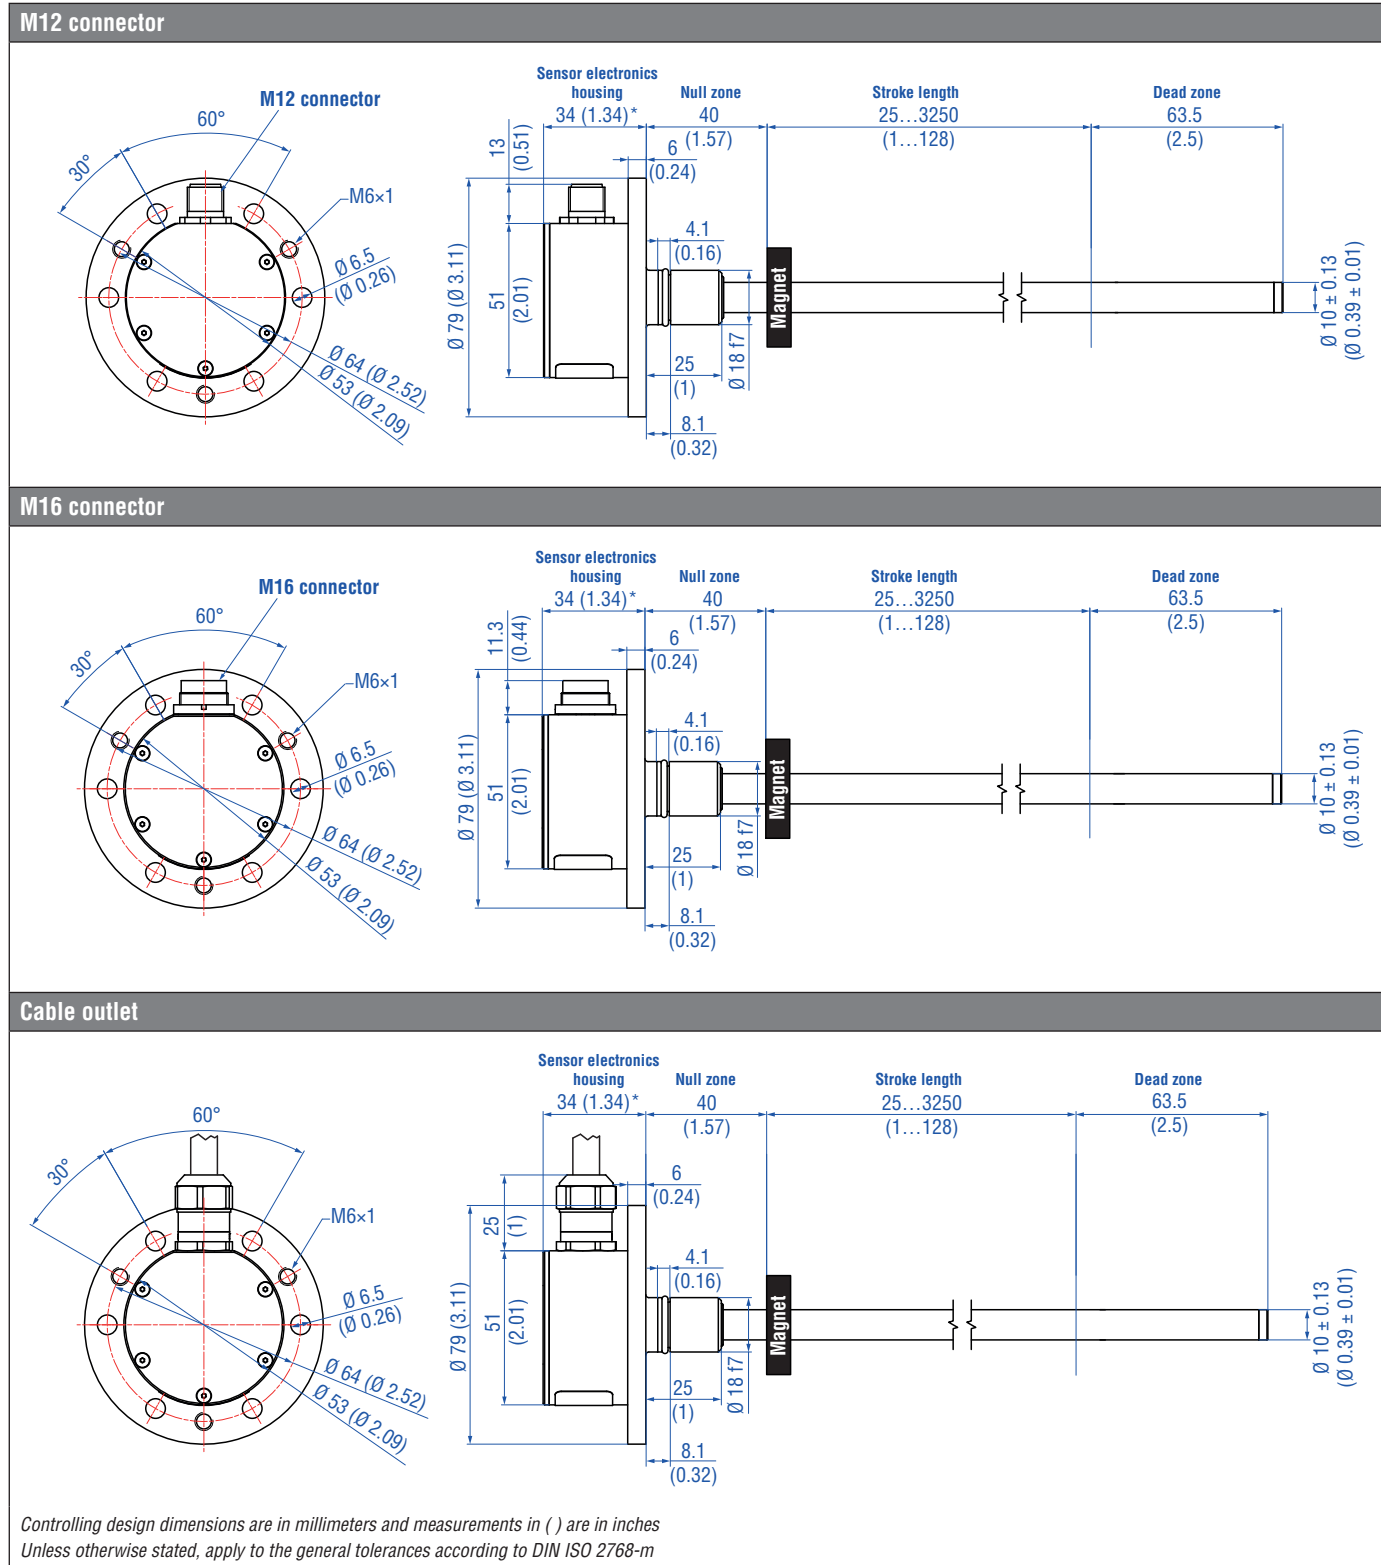 M12 connector
M12 connector
60°
30°
M6×1
Ø 6.5
(Ø 0.26)
Ø 64 (Ø 2.52)
Ø 53 (Ø 2.09)
Sensor electronics
housing
34 (1.34)*
Null zone
40
(1.57)
Stroke length
25…3250
(1…128)
Dead zone
63.5
(2.5)
13
(0.51)
6
(0.24)
4.1
(0.16)
Ø 79 (Ø 3.11)
51
(2.01)
Magnet
Ø 18 f7
25
(1)
8.1
(0.32)
Ø 10 ± 0.13
(Ø 0.39 ± 0.01)
M16 connector
M16 connector
60°
30°
M6×1
Ø 6.5
(Ø 0.26)
Ø 64 (Ø 2.52)
Ø 53 (Ø 2.09)
Sensor electronics
housing
34 (1.34)*
Null zone
40
(1.57)
Stroke length
25…3250
(1…128)
Dead zone
63.5
(2.5)
11.3
(0.44)
6
(0.24)
4.1
(0.16)
Ø 79 (Ø 3.11)
51
(2.01)
Magnet
Ø 18 f7
25
(1)
8.1
(0.32)
Ø 10 ± 0.13
(Ø 0.39 ± 0.01)
Cable outlet
60°
30°
M6×1
Ø 6.5
(Ø 0.26)
Ø 64 (Ø 2.52)
Ø 53 (Ø 2.09)
Sensor electronics
housing
34 (1.34)*
Null zone
40
(1.57)
Stroke length
25…3250
(1…128)
Dead zone
63.5
(2.5)
6
(0.24)
25
(1)
4.1
(0.16)
Ø 79 (3.11)
51
(2.01)
Magnet
Ø 18 f7
25
(1)
8.1
(0.32)
Ø 10 ± 0.13
(Ø 0.39 ± 0.01)
Controlling design dimensions are in millimeters and measurements in ( ) are in inches
Unless otherwise stated, apply to the general tolerances according to DIN ISO 2768-m